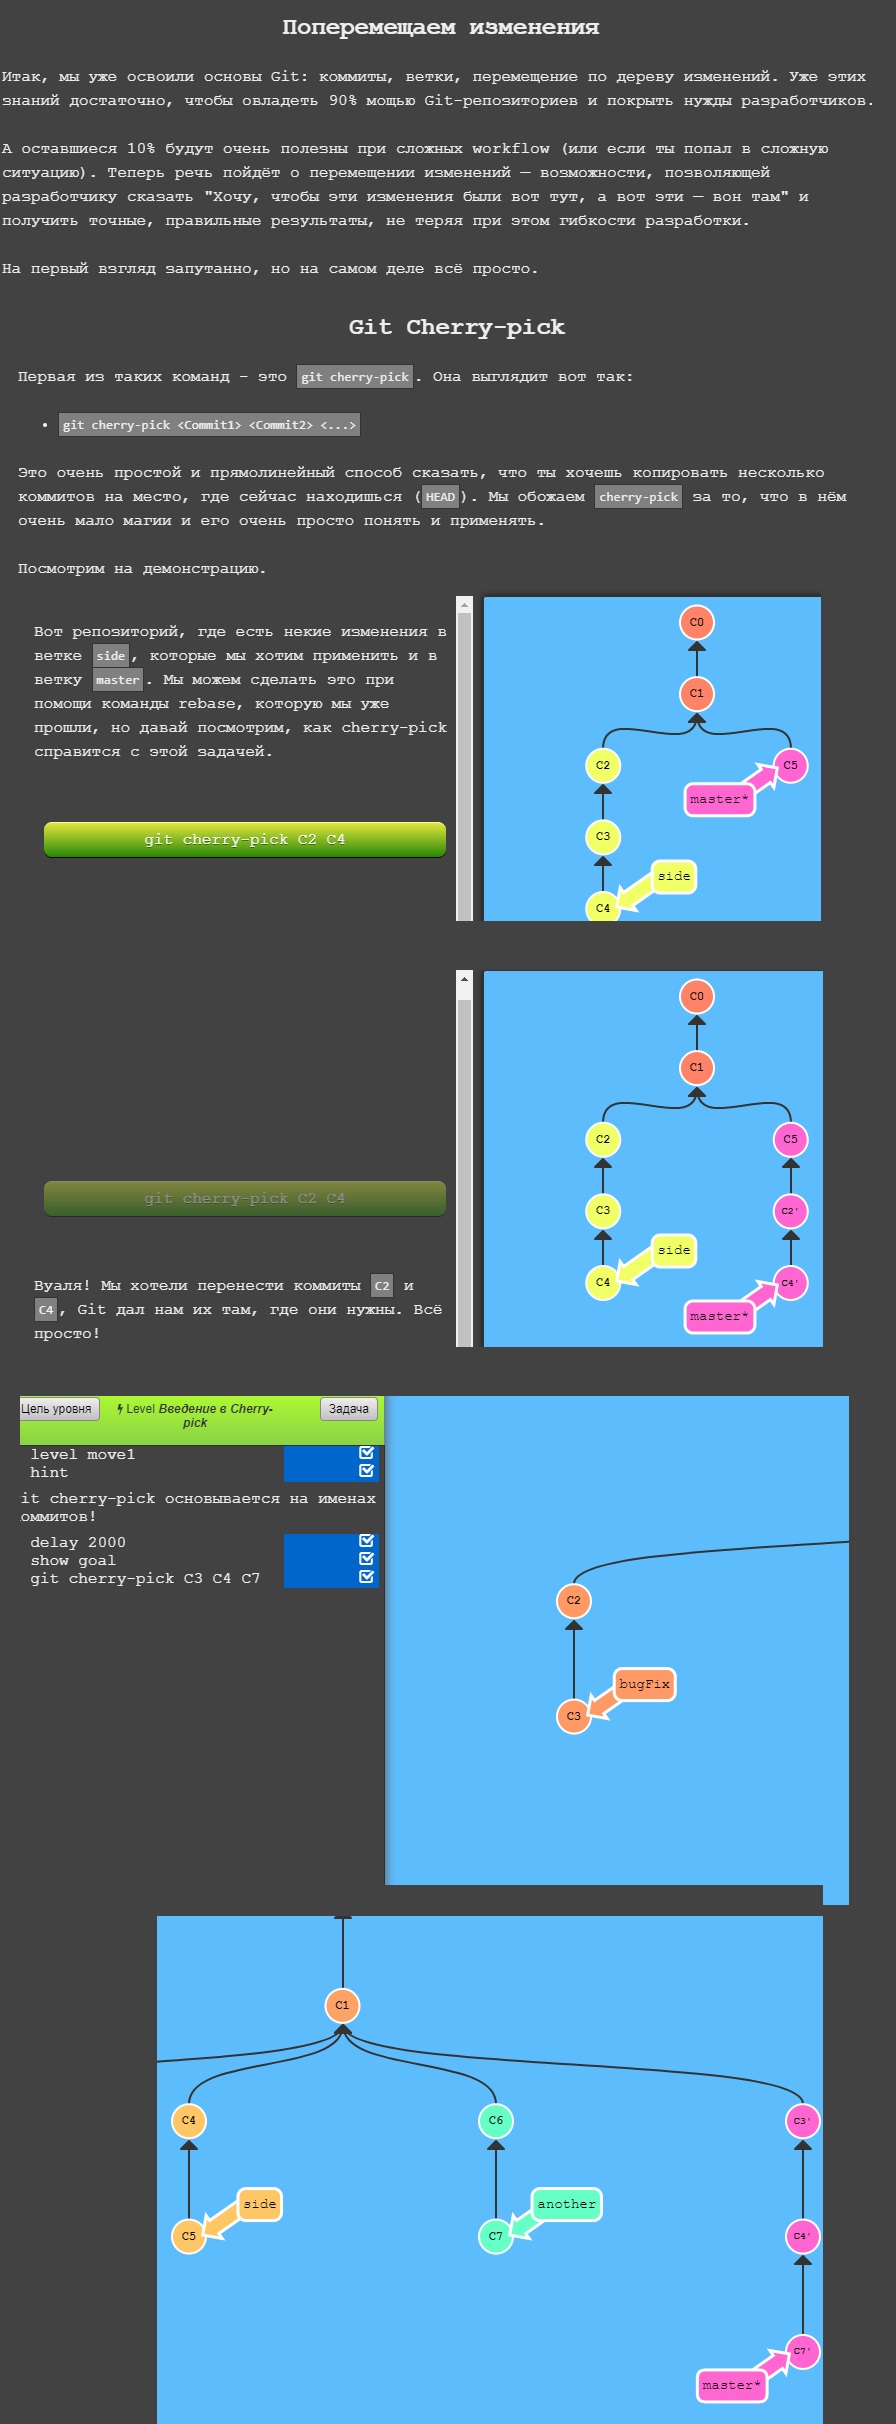 Поперемещаем изменения
Итак, мы уже освоили основы Git: коммиты, ветки, перемещение по дереву изменений. Уже этих
знаний достаточно, чтобы овладеть 90% мощью Git-репозиториев и покрыть нужды разработчиков.
А оставшиеся 10% будут очень полезны при сложных workflow (или если ты попал в сложную
ситуацию). Теперь речь пойдёт о перемещении изменений — возможности, позволяющей
разработчику сказать "Хочу, чтобы эти изменения были вот тут, а вот эти — вон там" и
получить точные, правильные результаты, не теряя при этом гибкости разработки.
На первый взгляд запутанно, но на самом деле всё просто.
Git Cherry-pick
Первая из таких команд - это git cherry-pick. Она выглядит вот так:
• git cherry-pick <Commit1> <Commit2> <...>
Это очень простой и прямолинейный способ сказать, что ты хочешь копировать несколько
коммитов на место, где сейчас находишься (HEAD). Мы обожаем cherry-pick за то, что в нём
очень мало магии и его очень просто понять и применять.
Посмотрим на демонстрацию.
Вот репозиторий, где есть некие изменения в
ветке side, которые мы хотим применить и в
ветку master. Мы можем сделать это при
помощи команды rebase, которую мы уже
прошли, но давай посмотрим, как cherry-pick
справится с этой задачей.
git cherry-pick C2 C4
C0
C1
C2
C5
master*
C3
side
C4
git cherry-pick C2 C4
Вуаля! Мы хотели перенести коммиты C2 и
C4, Git дал нам их там, где они нужны. Всё
просто!
C0
C1
C2
C5
C3
C2'
side
C4
C4'
master*
Цель уровня
Level Введение в Cherry-
pick
Задача
level move1
hint
it cherry-pick основывается на именах
оммитов!
delay 2000
show goal
git cherry-pick C3 C4 C7
C2
bugFix
C3
C1
C4
C6
C3'
side
another
C5
C7
C4'
C7'
master*